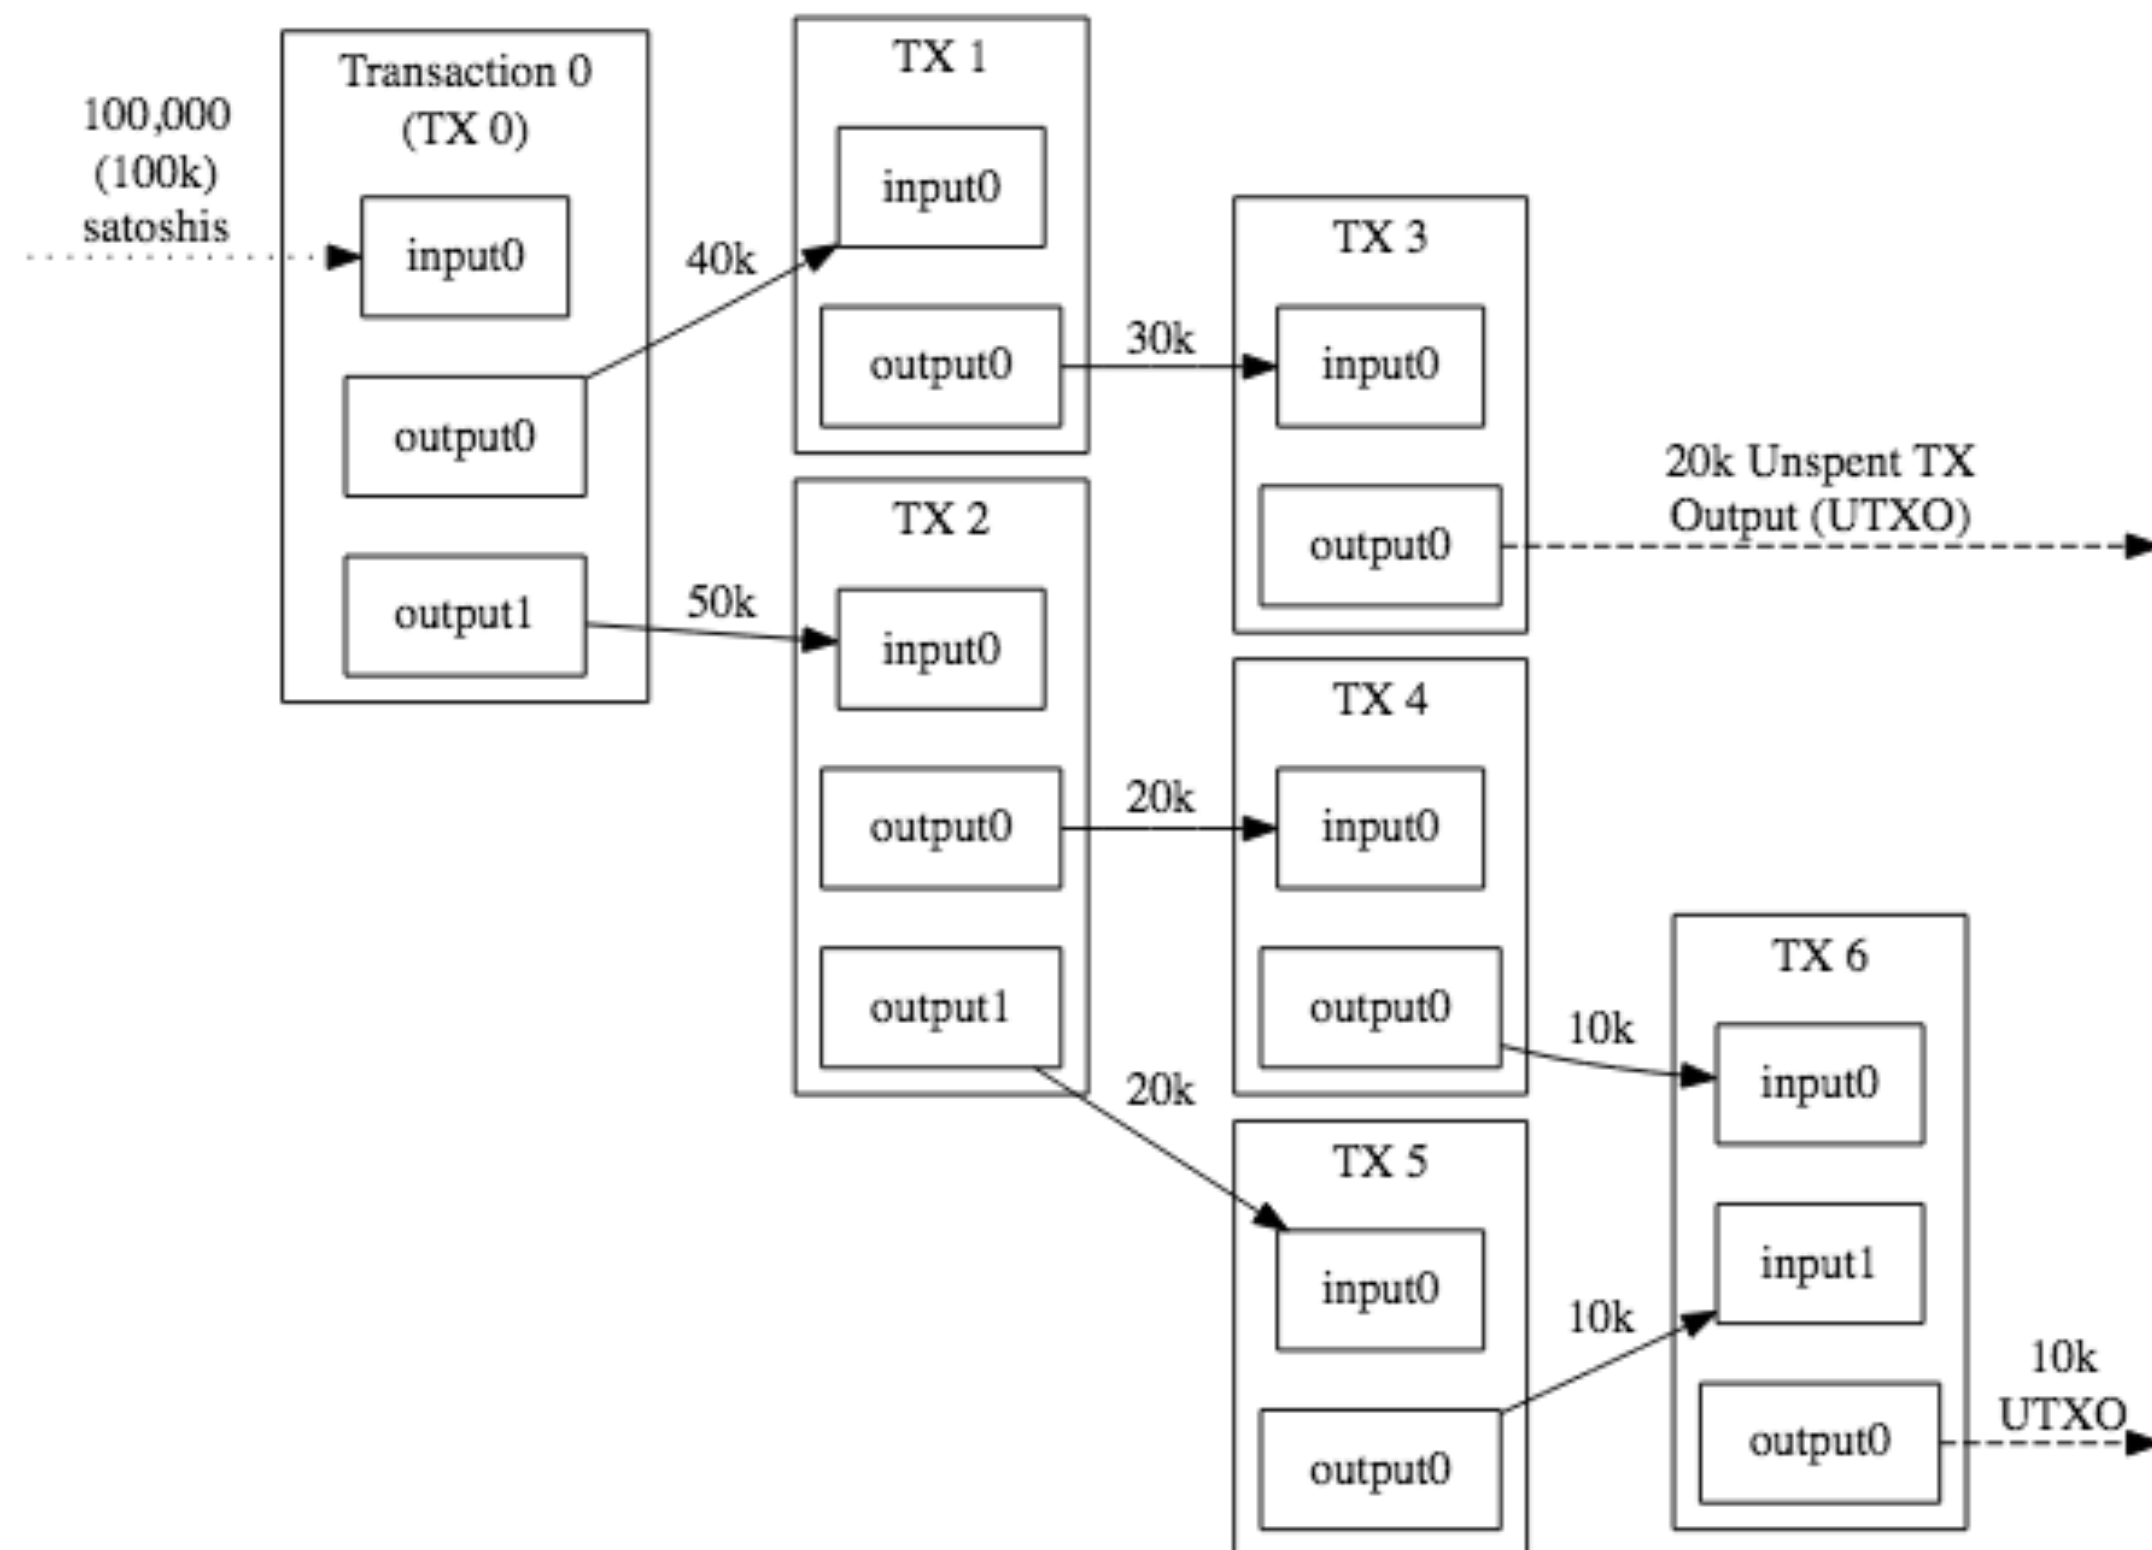 100,000
(100k)
satoshis
Transaction 0
(TX 0)
input0
output0
output1
40k
50k
TX 1
input0
output0
30k
TX 2
input0
output0
output1
20k
20k
TX 3
input0
output0
20k Unspent TX
Output (UTXO)
TX 4
input0
output0
10k
TX 5
input0
output0
10k
TX 6
input0
input1
output0
10k
UTXO